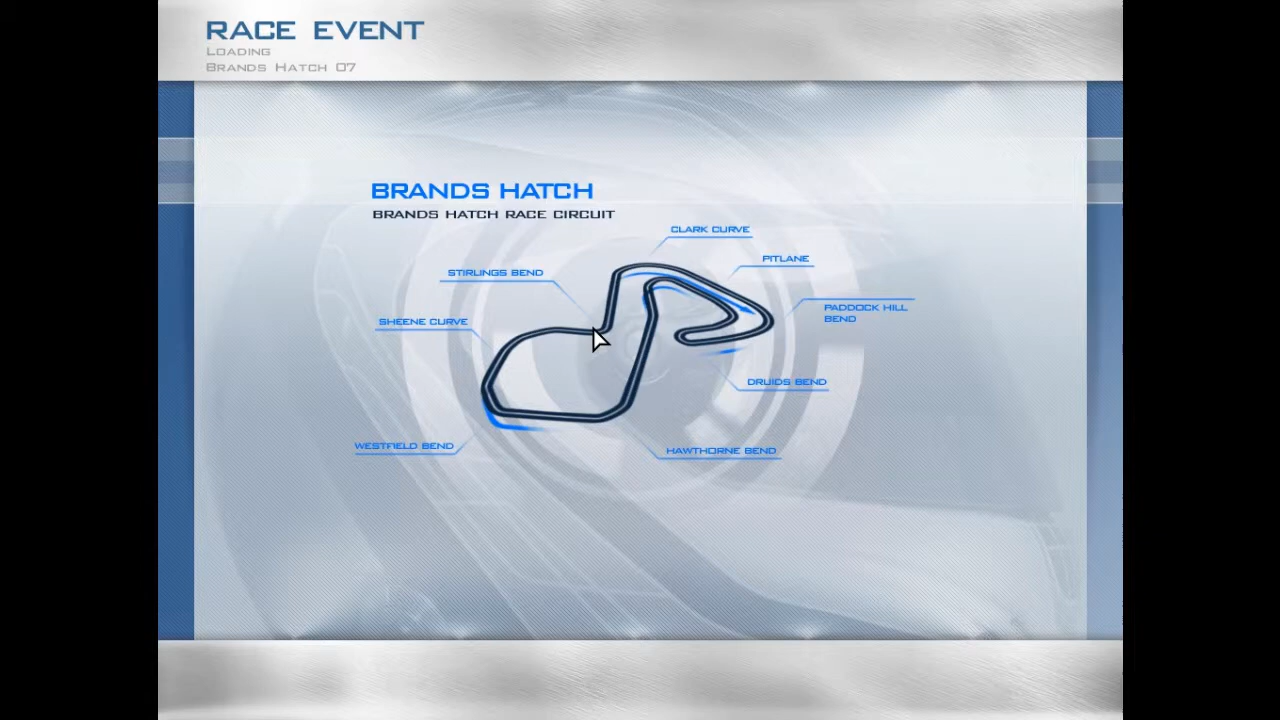 RACE EVENT
LOADING
BRANDS HATCH 07
BRANDS HATCH
BRANDS HATCH RACE CIRCUIT
CLARK CURVE
PITLANE
STIRLINGS BEND
PADDOCK HILL
BEND
SHEENE CURVE
DRUIDS BEND
WESTFIELD BEND
HAWTHORNE BEND